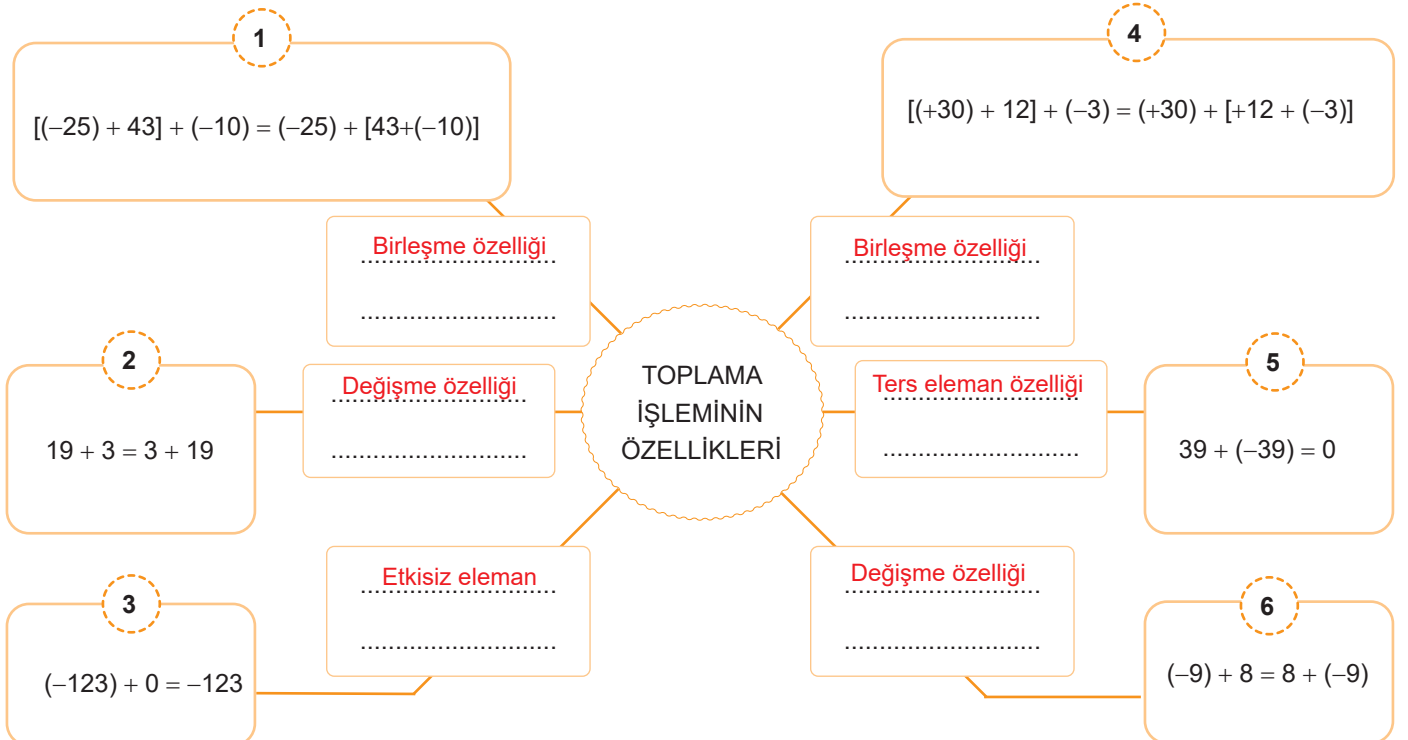 1
[(−25) + 43] + (−10) = (−25) + [43+(−10)]
Birleşme özelliği
............................
............................
2
19 + 3 = 3 + 19
Değişme özelliği
............................
............................
3
(−123) + 0 = −123
Etkisiz eleman
............................
............................
TOPLAMA
İŞLEMİNİN
ÖZELLİKLERİ
4
[(+30) + 12] + (−3) = (+30) + [+12 + (−3)]
Birleşme özelliği
............................
............................
5
39 + (−39) = 0
Ters eleman özelliği
............................
............................
6
(−9) + 8 = 8 + (−9)
Değişme özelliği
............................
............................